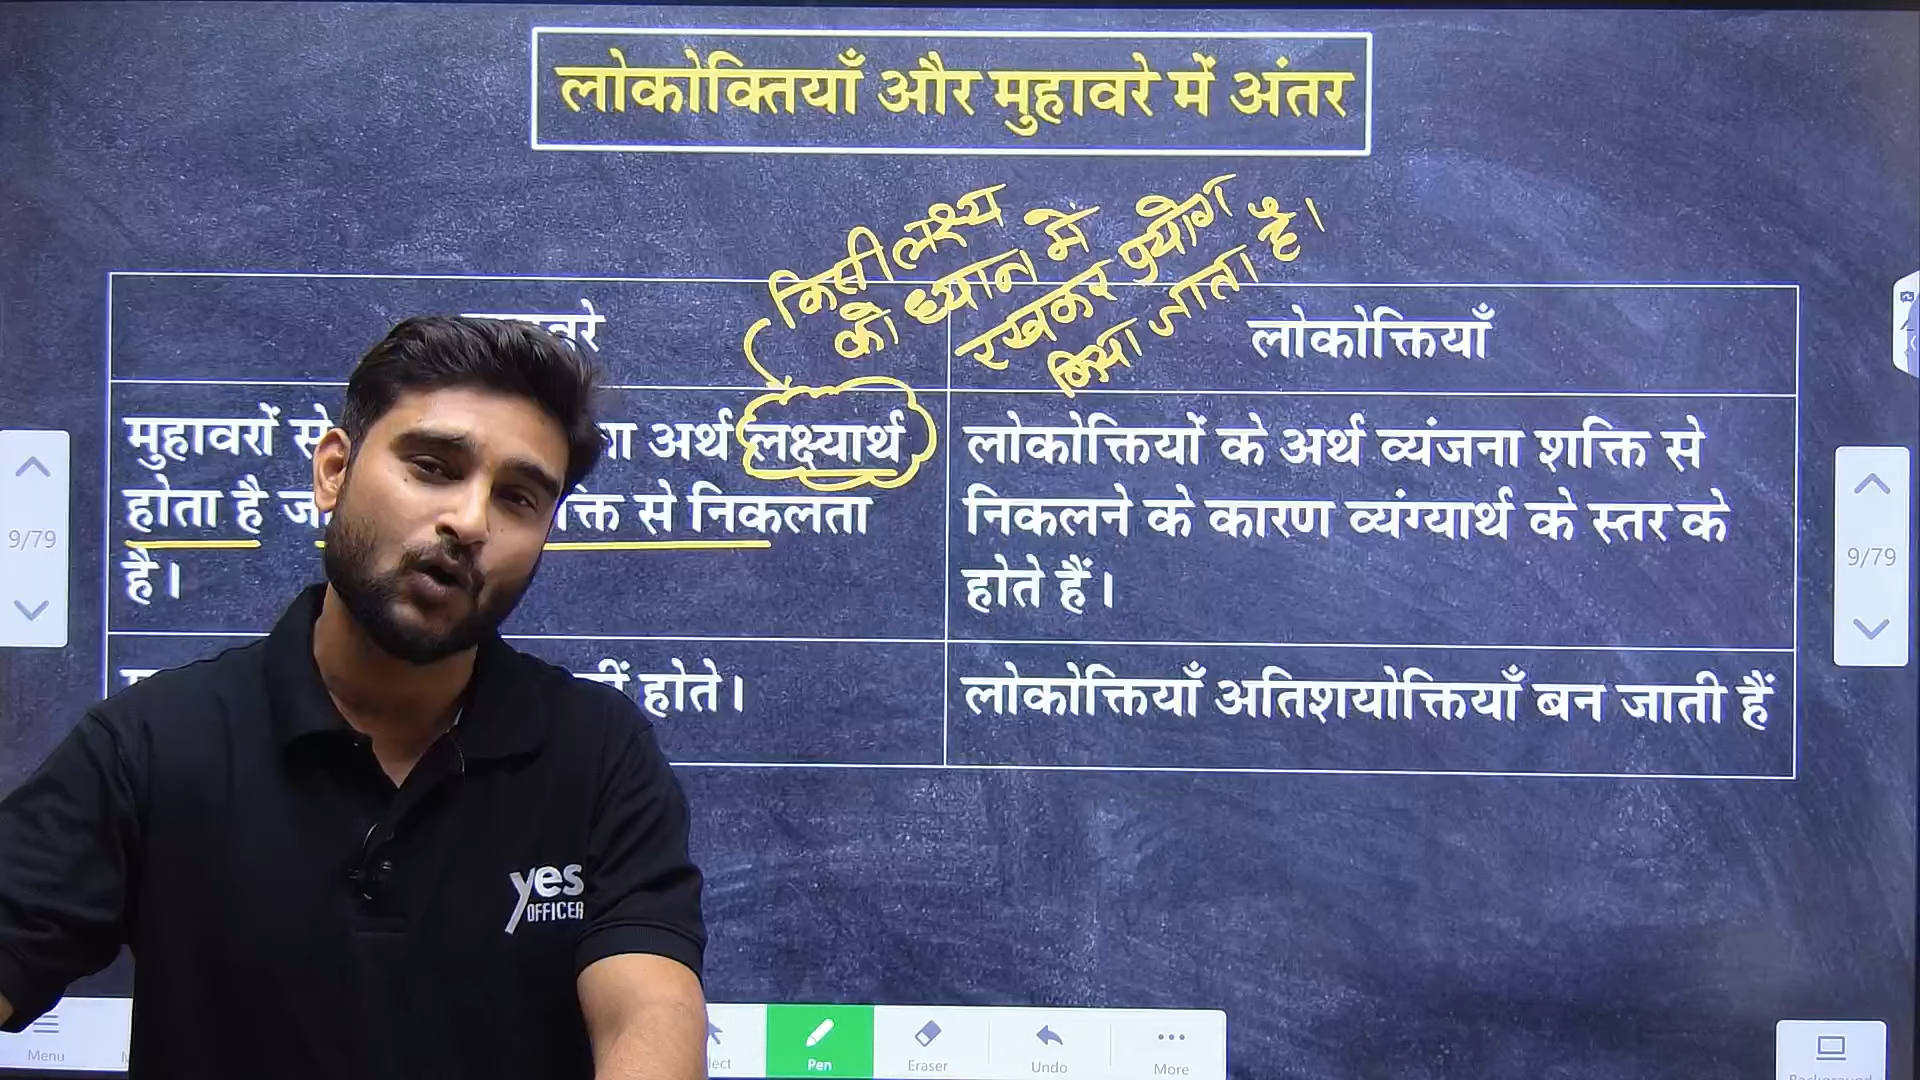 लोकोक्तियाँ और मुहावरे में अंतर
किसी लक्ष्य
को ध्यान में
रखकर प्रयोग
किया जाता है।
लोकोक्तियाँ
मुहावरों से
अर्थ लक्ष्यार्थ
होता है
से निकलता
है।
लोकोक्तियों के अर्थ व्यंजना शक्ति से
निकलने के कारण व्यंग्यार्थ के स्तर के
होते हैं।
होते।
लोकोक्तियाँ अतिशयोक्तियाँ बन जाती हैं
9/79
9/79
yes
OFFICER
Menu
Pen
Eraser
Undo
More